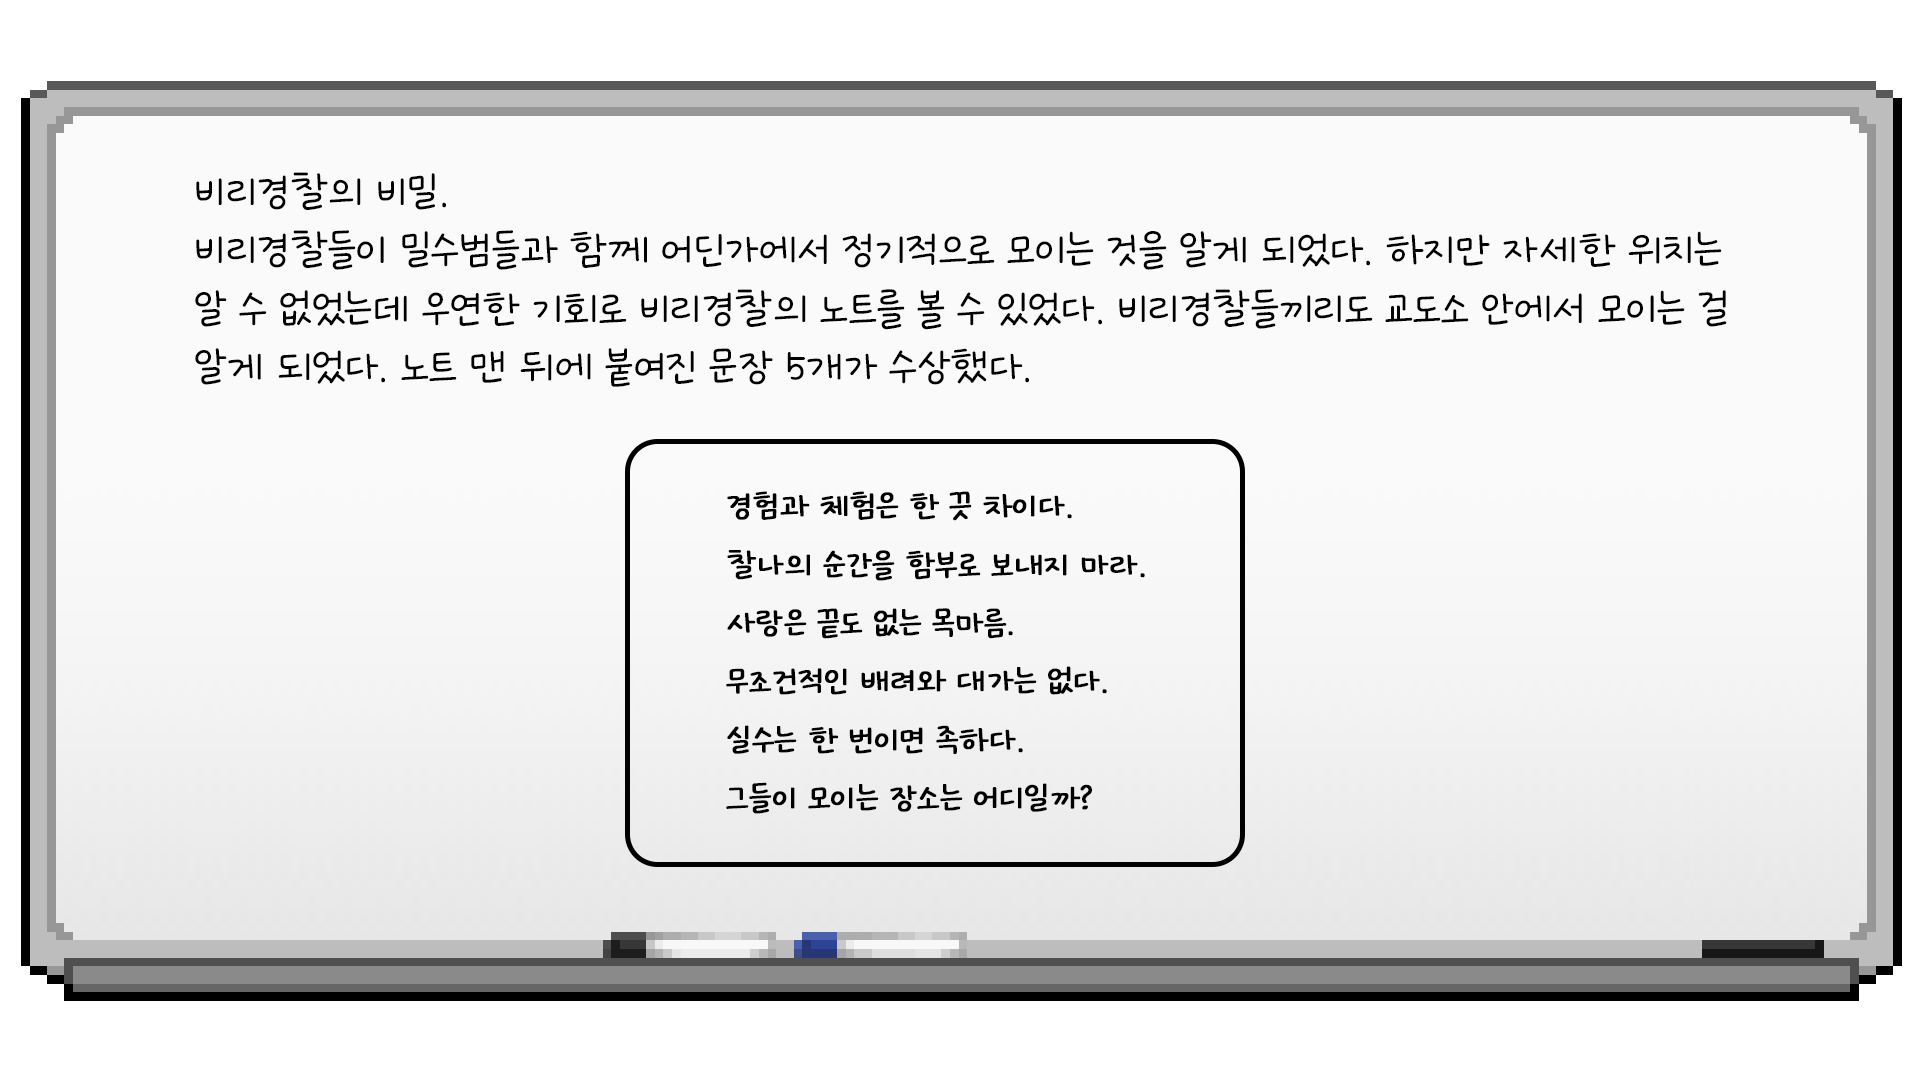 비리경찰의 비밀.
비리경찰들이 밀수범들과 함께 어딘가에서 정기적으로 모이는 것을 알게 되었다. 하지만 자세한 위치는
알 수 없었는데 우연한 기회로 비리경찰의 노트를 볼 수 있었다. 비리경찰들끼리도 교도소 안에서 모이는 걸
알게 되었다. 노트 맨 뒤에 붙여진 문장 5개가 수상했다.
경험과 체험은 한 끗 차이다.
찰나의 순간을 함부로 보내지 마라.
사랑은 끝도 없는 목마름.
무조건적인 배려와 대가는 없다.
실수는 한 번이면 족하다.
그들이 모이는 장소는 어디일까?